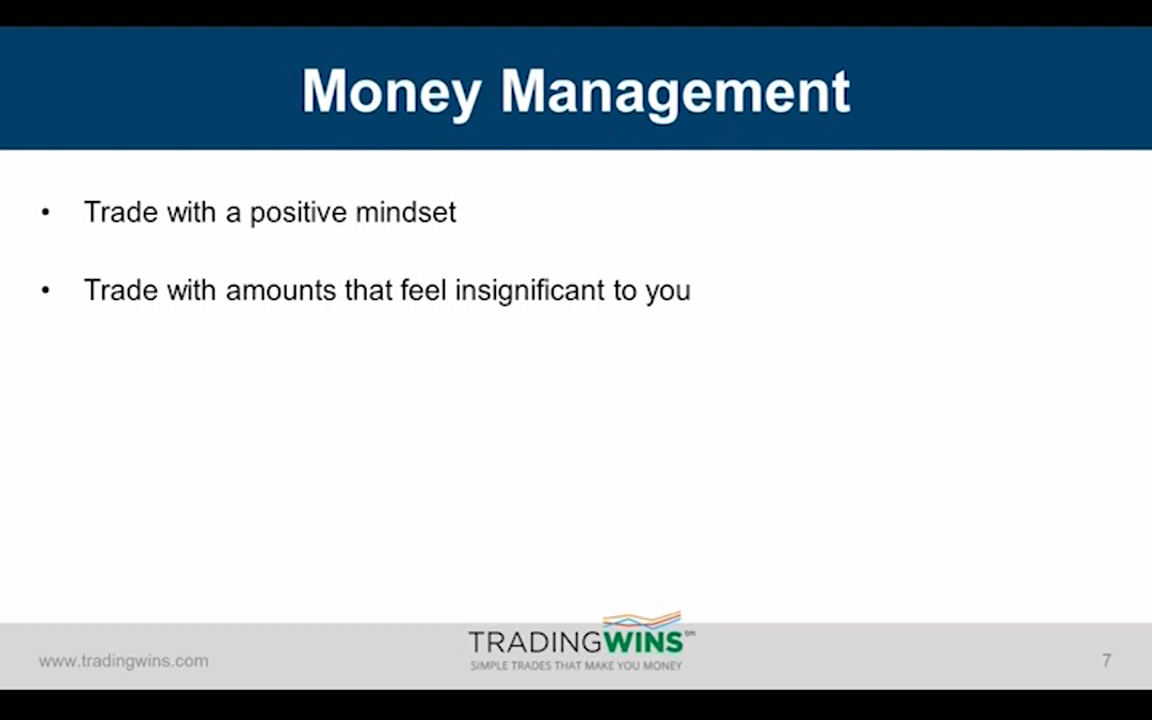 Money Management
• Trade with a positive mindset
• Trade with amounts that feel insignificant to you
www.tradingwins.com
TRADINGWINS tm
SIMPLE TRADES THAT MAKE YOU MONEY
7